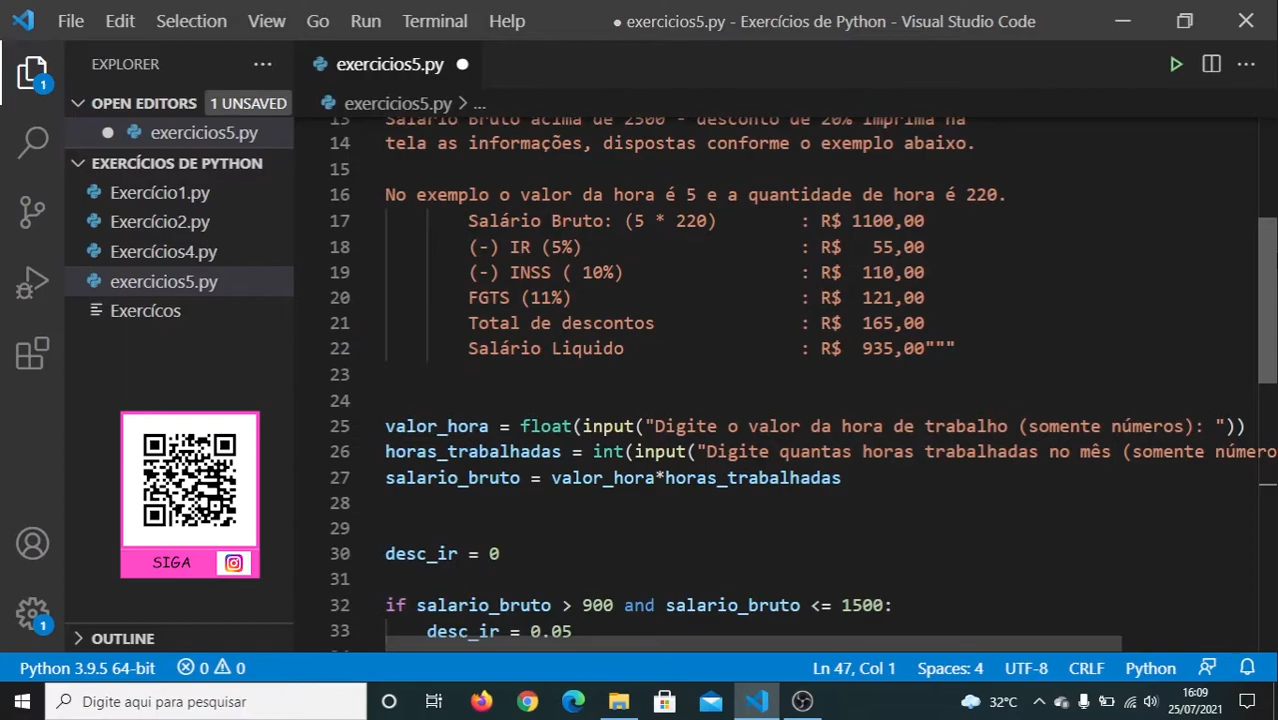 File Edit Selection View Go Run Terminal Help ● exercicios5.py - Exercícios de Python - Visual Studio Code
EXPLORER
exercicios5.py
OPEN EDITORS 1 UNSAVED
exercicios5.py > ...
exercicios5.py
EXERCÍCIOS DE PYTHON
Exercício1.py
Exercício2.py
Exercícios4.py
exercicios5.py
Exercícos
1
SIGA
1
OUTLINE
13 Salário Bruto acima de 2500 - desconto de 20% imprima na
14 tela as informações, dispostas conforme o exemplo abaixo.
15
16 No exemplo o valor da hora é 5 e a quantidade de hora é 220.
17 Salário Bruto: (5 * 220) : R$ 1100,00
18 (-) IR (5%) : R$ 55,00
19 (-) INSS ( 10%) : R$ 110,00
20 FGTS (11%) : R$ 121,00
21 Total de descontos : R$ 165,00
22 Salário Liquido : R$ 935,00"""
23
24
25 valor_hora = float(input("Digite o valor da hora de trabalho (somente números): "))
26 horas_trabalhadas = int(input("Digite quantas horas trabalhadas no mês (somente número
27 salario_bruto = valor_hora*horas_trabalhadas
28
29
30 desc_ir = 0
31
32 if salario_bruto > 900 and salario_bruto <= 1500:
33 desc_ir = 0.05
Python 3.9.5 64-bit 0 0 Ln 47, Col 1 Spaces: 4 UTF-8 CRLF Python
Digite aqui para pesquisar 32°C 16:09
25/07/2021